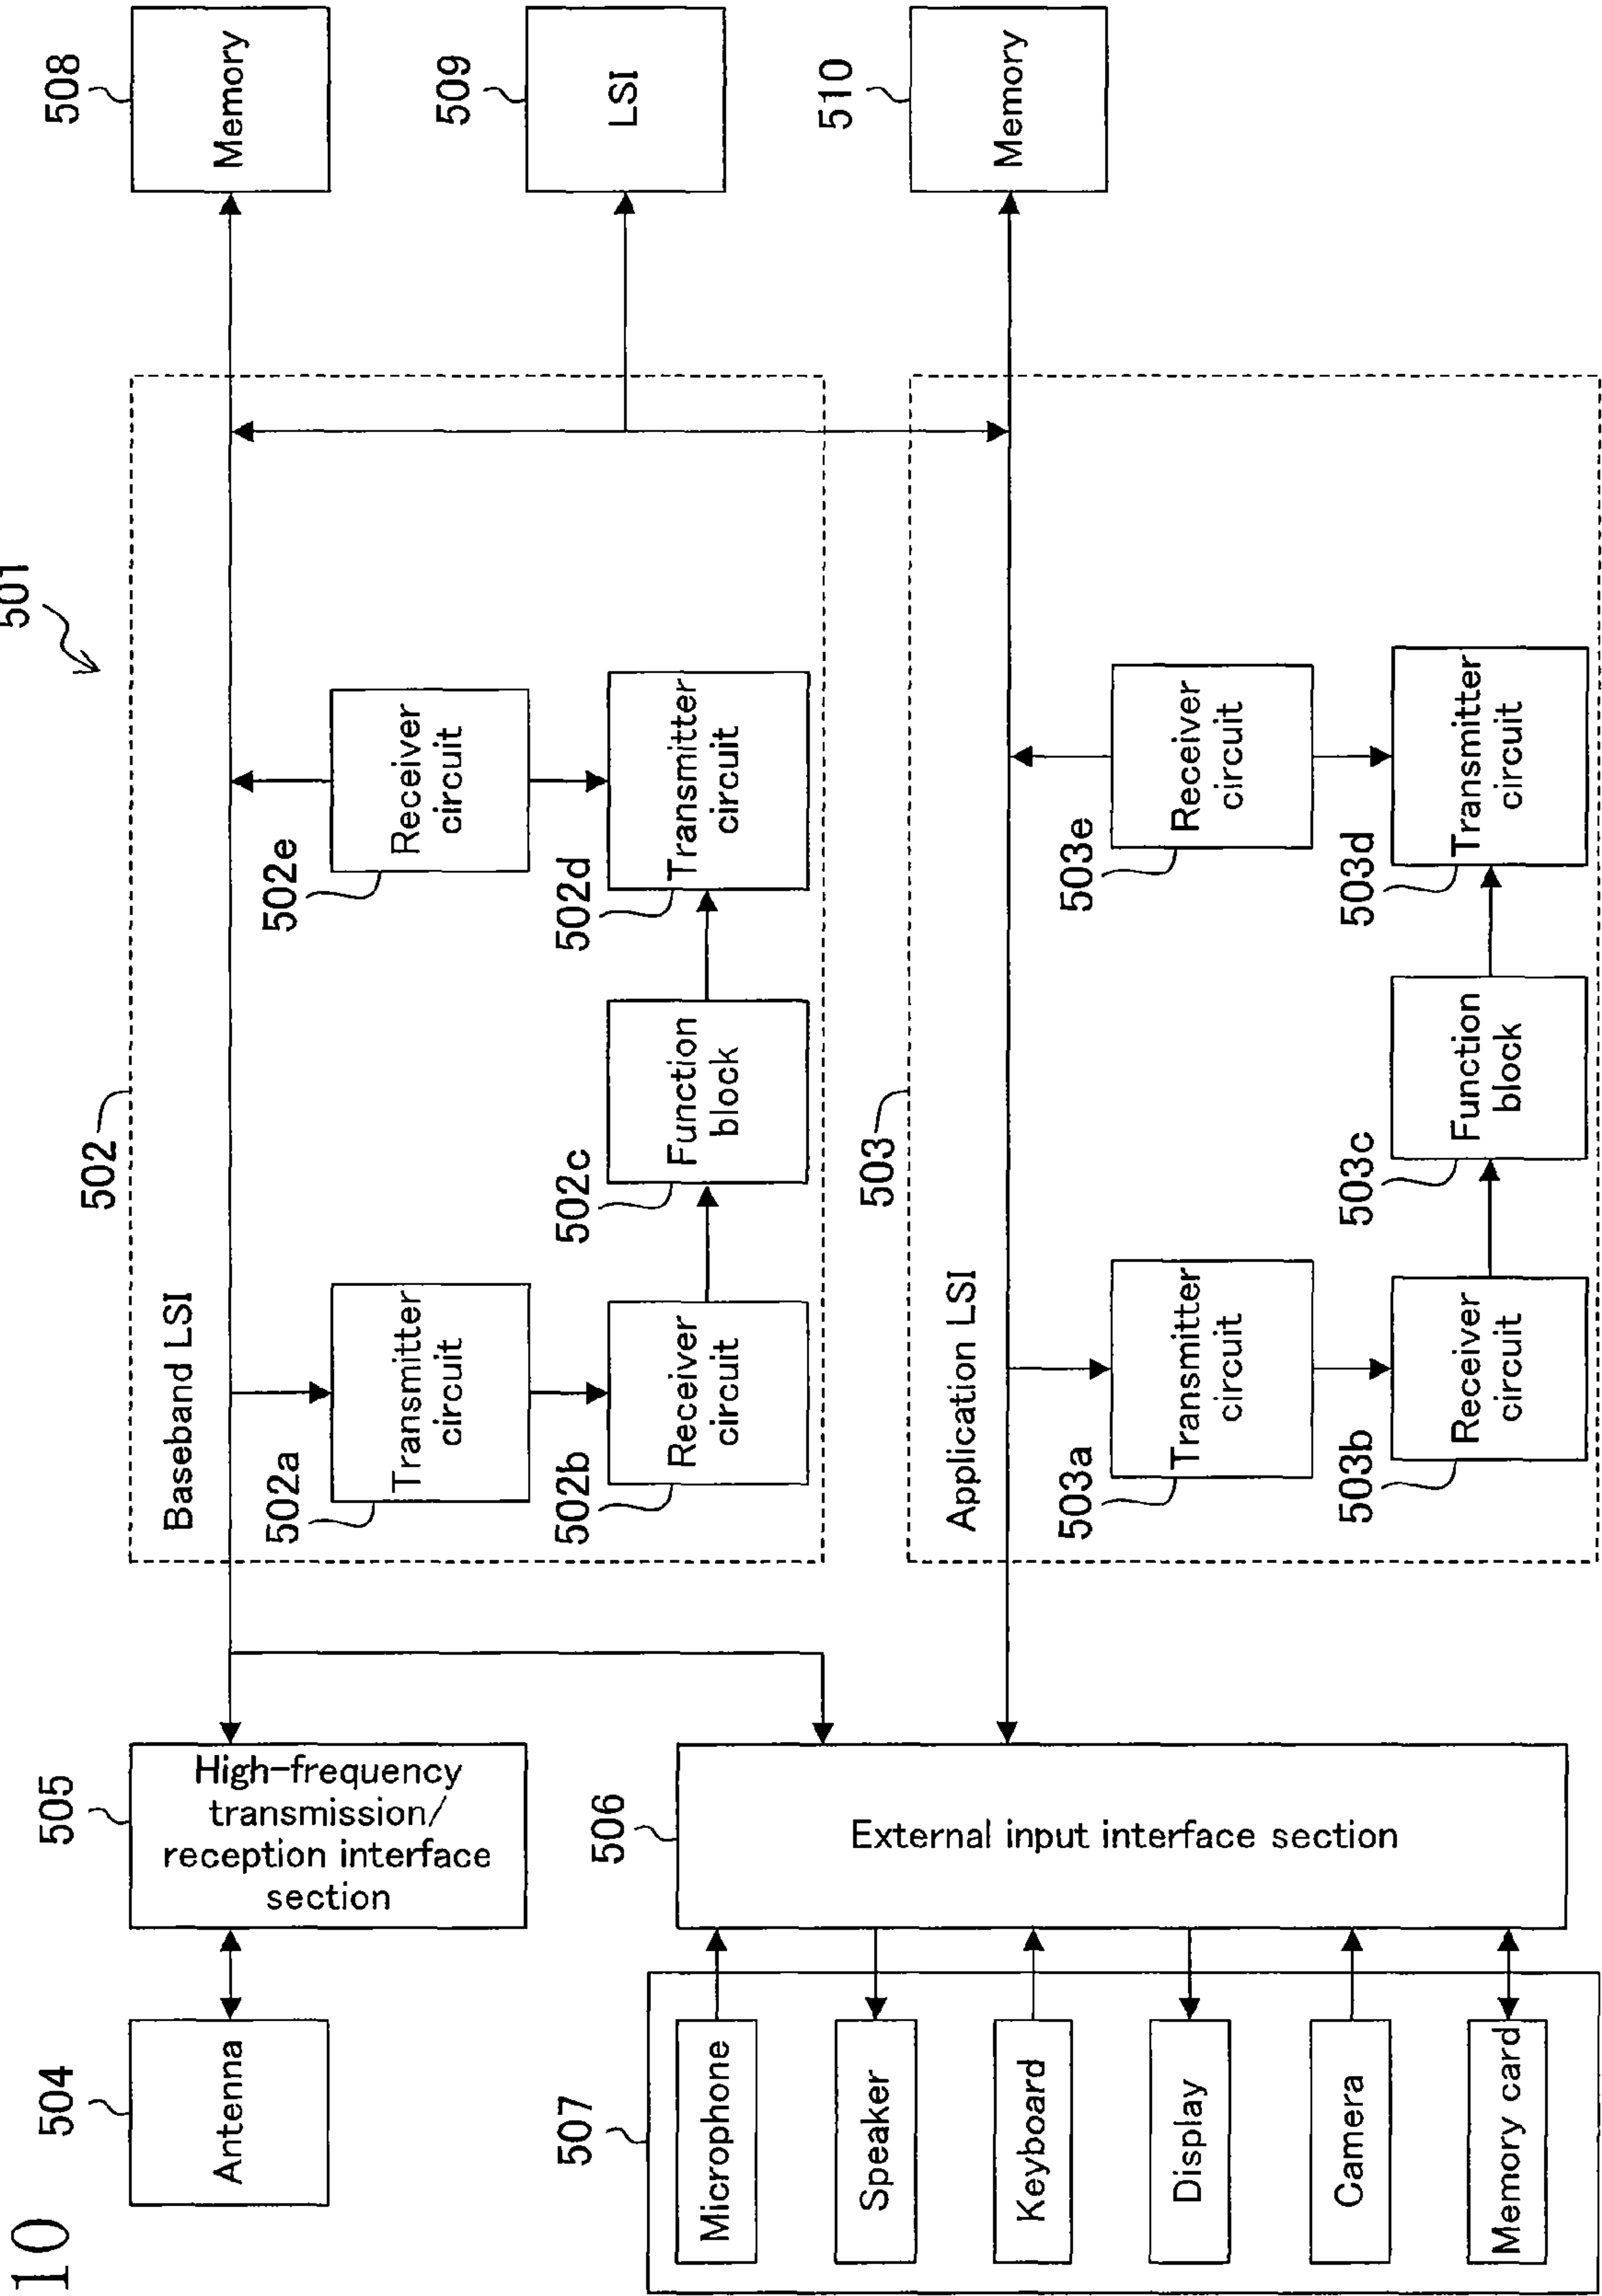 10
501
504
Antenna
505
High-frequency
transmission/
reception interface
section
502
Baseband LSI
502a
Transmitter
circuit
502b
Receiver
circuit
502c
Function
block
502d
Transmitter
circuit
502e
Receiver
circuit
508
Memory
509
LSI
510
Memory
507
Microphone
Speaker
Keyboard
Display
Camera
Memory card
506
External input interface section
503
Application LSI
503a
Transmitter
circuit
503b
Receiver
circuit
503c
Function
block
503d
Transmitter
circuit
503e
Receiver
circuit